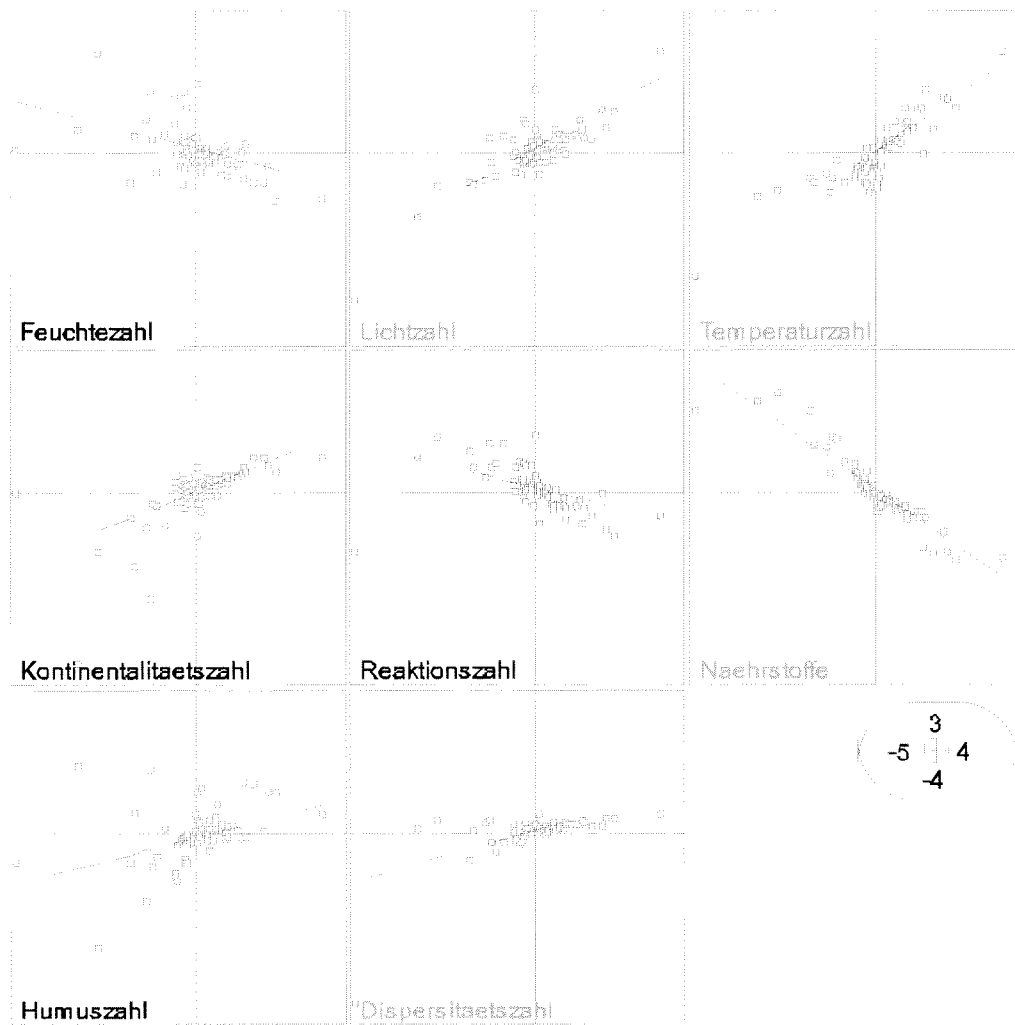 Feuchtezahl
Lichtzahl
Temperaturzahl
Kontinentalitaetszahl
Reaktionszahl
Naehrstoffe
3
-5 4
-4
Humuszahl
"Dispersitaetszahl